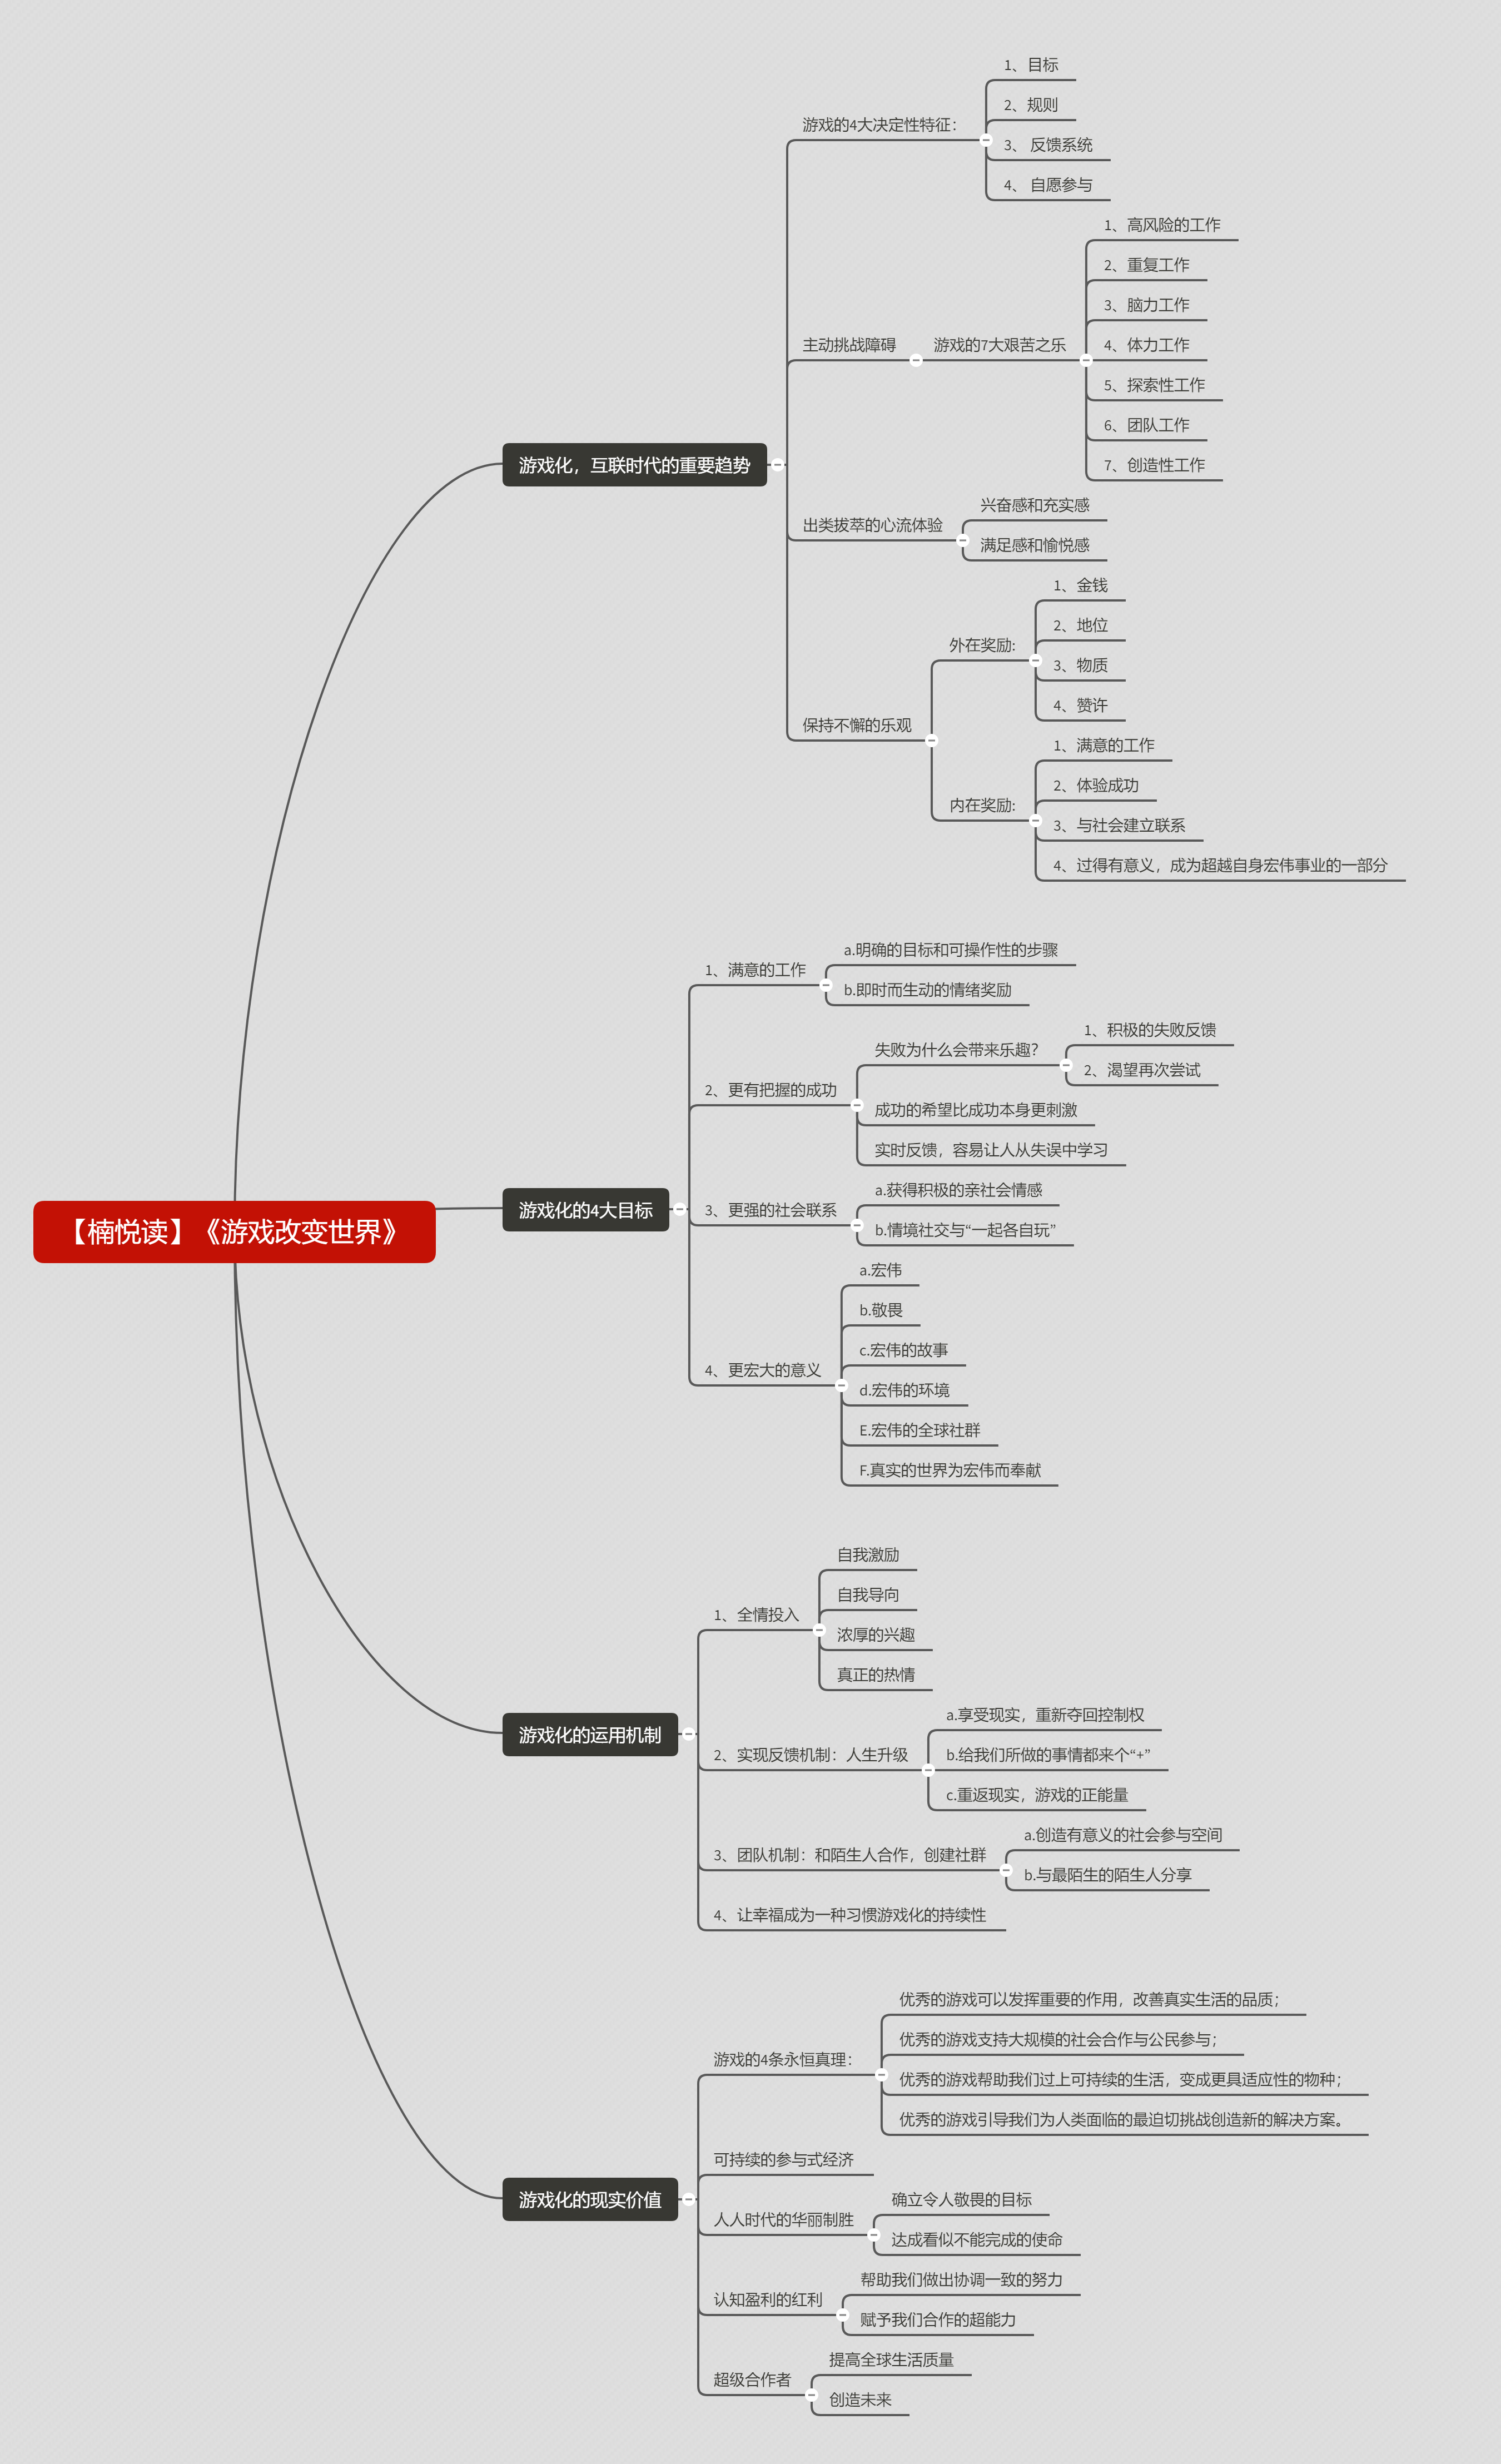 【楠悦读】《游戏改变世界》
游戏化，互联时代的重要趋势
游戏的4大决定性特征：
1、目标
2、规则
3、 反馈系统
4、 自愿参与
主动挑战障碍
游戏的7大艰苦之乐
1、高风险的工作
2、重复工作
3、脑力工作
4、体力工作
5、探索性工作
6、团队工作
7、创造性工作
出类拔萃的心流体验
兴奋感和充实感
满足感和愉悦感
保持不懈的乐观
外在奖励:
1、金钱
2、地位
3、物质
4、赞许
内在奖励:
1、满意的工作
2、体验成功
3、与社会建立联系
4、过得有意义，成为超越自身宏伟事业的一部分
游戏化的4大目标
1、满意的工作
a.明确的目标和可操作性的步骤
b.即时而生动的情绪奖励
2、更有把握的成功
失败为什么会带来乐趣？
1、积极的失败反馈
2、渴望再次尝试
成功的希望比成功本身更刺激
实时反馈，容易让人从失误中学习
3、更强的社会联系
a.获得积极的亲社会情感
b.情境社交与“一起各自玩”
4、更宏大的意义
a.宏伟
b.敬畏
c.宏伟的故事
d.宏伟的环境
E.宏伟的全球社群
F.真实的世界为宏伟而奉献
游戏化的运用机制
1、全情投入
自我激励
自我导向
浓厚的兴趣
真正的热情
2、实现反馈机制：人生升级
a.享受现实，重新夺回控制权
b.给我们所做的事情都来个“+”
c.重返现实，游戏的正能量
3、团队机制：和陌生人合作，创建社群
a.创造有意义的社会参与空间
b.与最陌生的陌生人分享
4、让幸福成为一种习惯游戏化的持续性
游戏化的现实价值
游戏的4条永恒真理：
优秀的游戏可以发挥重要的作用，改善真实生活的品质；
优秀的游戏支持大规模的社会合作与公民参与；
优秀的游戏帮助我们过上可持续的生活，变成更具适应性的物种；
优秀的游戏引导我们为人类面临的最迫切挑战创造新的解决方案。
可持续的参与式经济
人人时代的华丽制胜
确立令人敬畏的目标
达成看似不能完成的使命
认知盈利的红利
帮助我们做出协调一致的努力
赋予我们合作的超能力
超级合作者
提高全球生活质量
创造未来